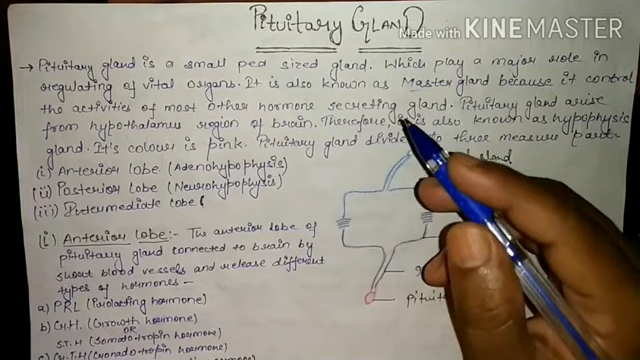 Pituitary GLAND
MADE WITH KINEMASTER
→ Pituitary gland is a small pea sized gland. Which play a major role in
regulating of vital organs. It is also known as Master gland because it control
the activities of most other hormone secreting gland. Pituitary gland arise
from hypothalamus region of brain. Therefore it is also known as hypophysis
gland. It's colour is pink. Pituitary gland divide to three measure
(i) Anterior lobe (Adenohypophysis)
(ii) Posterior lobe (Neurohypophysis)
(iii) Intermediate lobe (
(i) Anterior lobe :- The anterior lobe of
pituitary gland connected to brain by
short blood vessels and release different
types of hormones —
a) PRL (Prolacting hormone)
b) G.H. (Growth hormone)
OR
S.T.H (Somatotropin hormone)
c) G.T.H (Gonadotropin hormone)